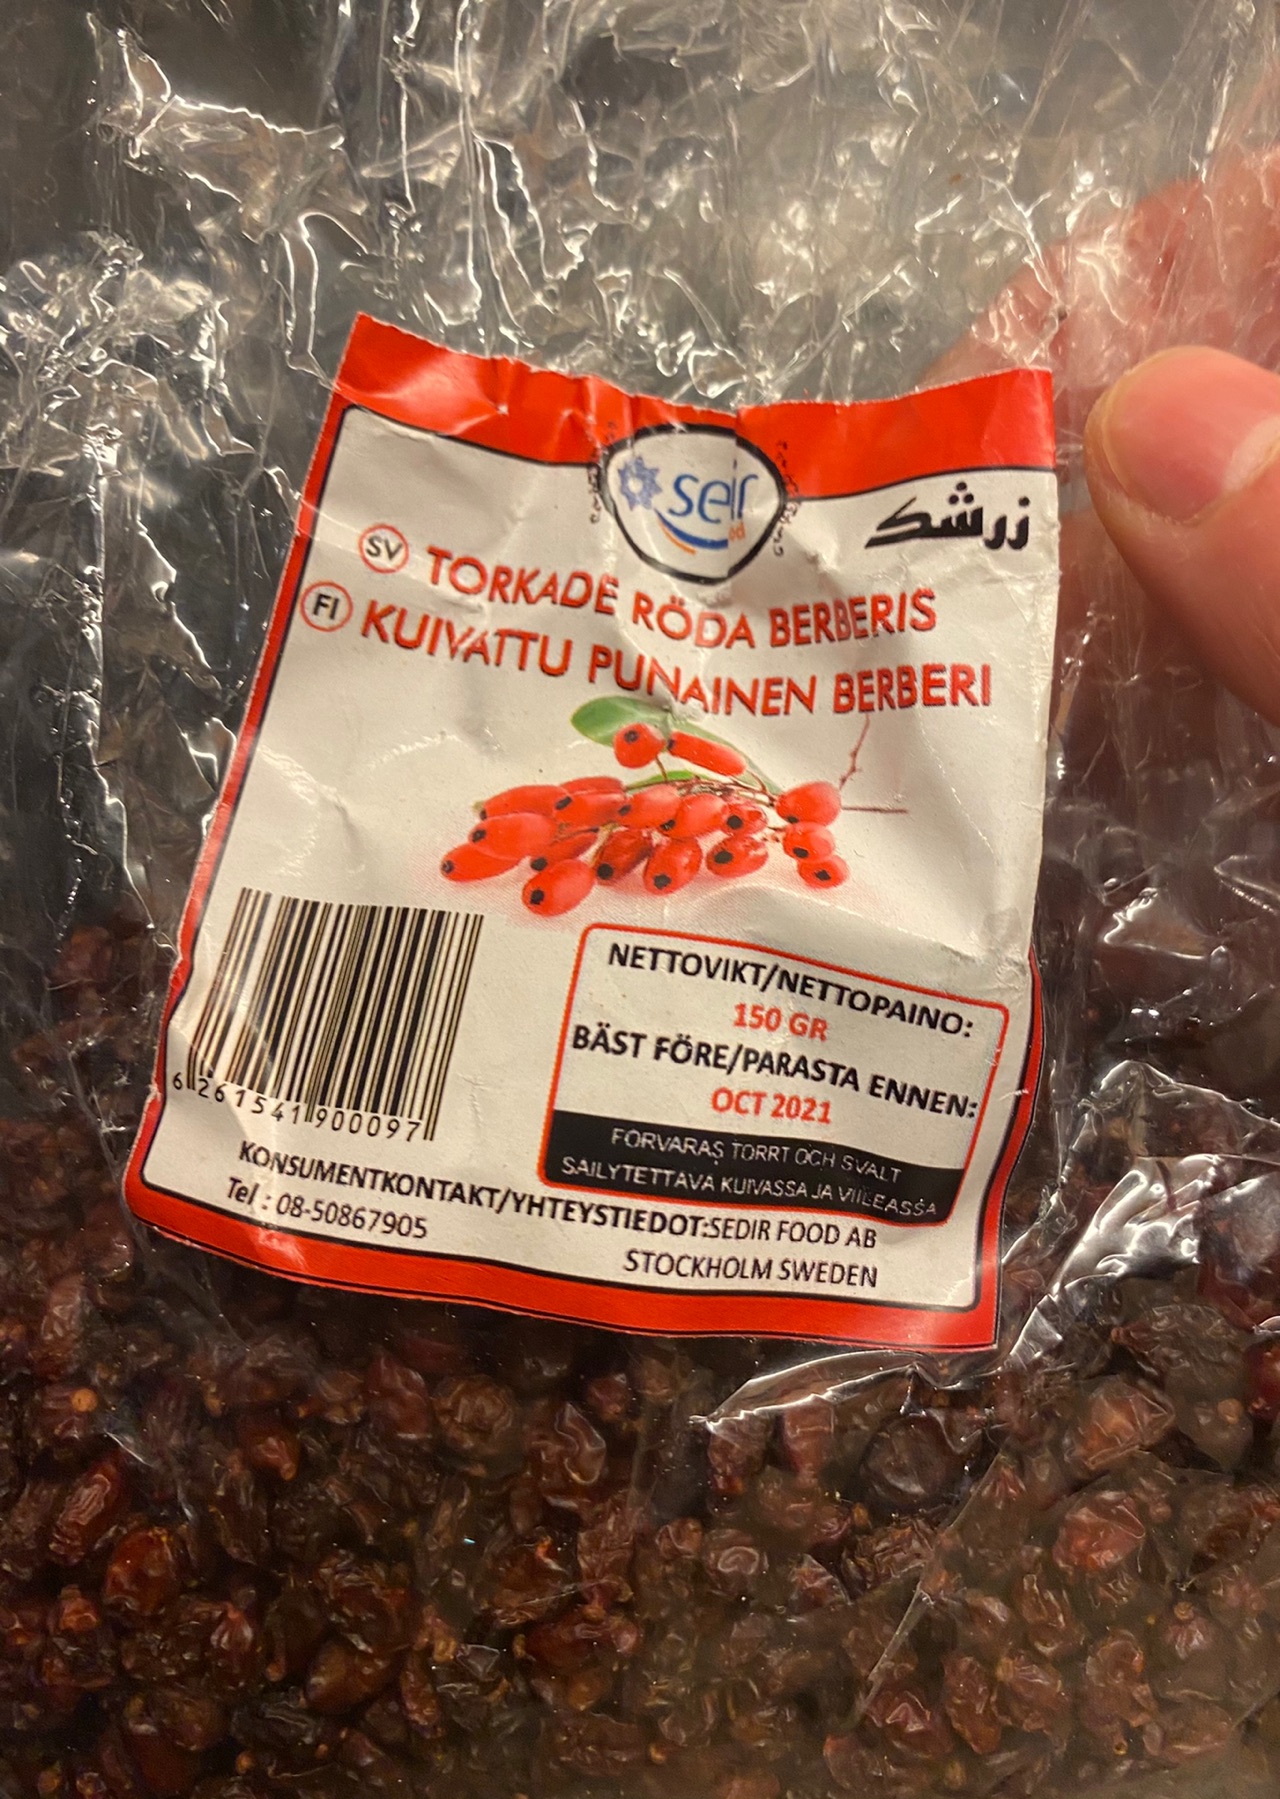 زرشک
SV TORKADE RÖDA BERBERIS
FI KUIVATTU PUNAINEN BERBERI
NETTOVIKT/NETTOPAINO:
150 GR
BÄST FÖRE/PARASTA ENNEN:
OCT 2021
FÖRVARAS TORRT OCH SVALT
SÄILYTETTÄVÄ KUIVASSA JA VIILEÄSSÄ
6 261541 900097
KONSUMENTKONTAKT/YHTEYSTIEDOT:SEDIR FOOD AB
Tel : 08-50867905
STOCKHOLM SWEDEN